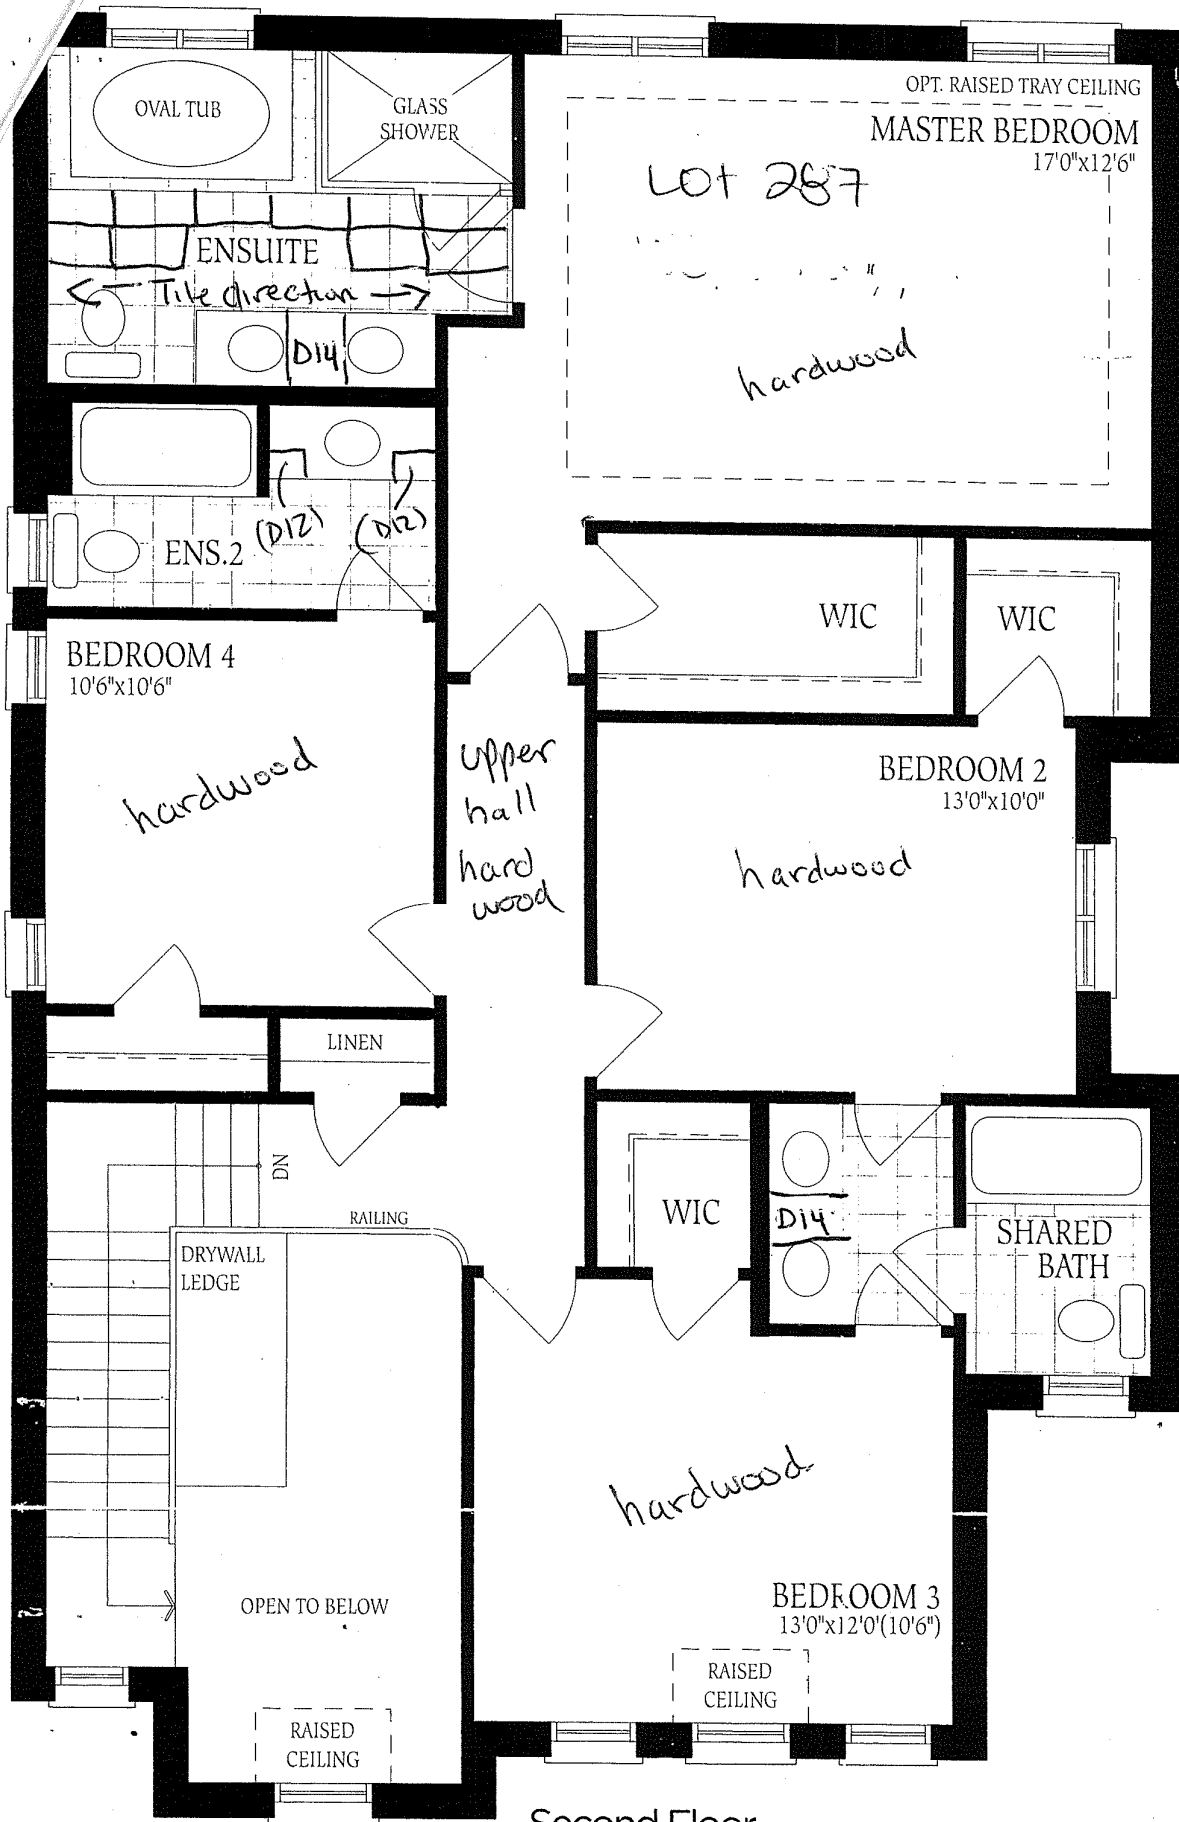 OVAL TUB
GLASS
SHOWER
OPT. RAISED TRAY CEILING
MASTER BEDROOM
17'0"x12'6"
Lot 287
hardwood
ENSUITE
<- Tile direction ->
D14
(D12)
(D12)
ENS.2
WIC
WIC
BEDROOM 4
10'6"x10'6"
hardwood
upper
hall
hard
wood
BEDROOM 2
13'0"x10'0"
hardwood
LINEN
DN
RAILING
DRYWALL
LEDGE
WIC
D14
SHARED
BATH
hardwood
OPEN TO BELOW
BEDROOM 3
13'0"x12'0"(10'6")
RAISED
CEILING
RAISED
CEILING
Second Floor